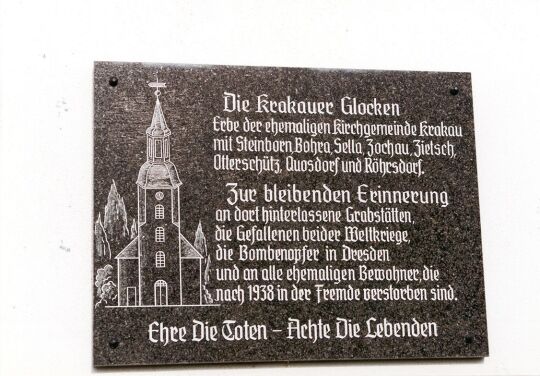 Die Krakauer Glocken
Erbe der ehemaligen Kirchgemeinde Krakau
mit Steinborn, Bohra, Sella, Zochau, Zietsch,
Otterschütz, Quosdorf und Röhrsdorf.
Zur bleibenden Erinnerung
an dort hinterlassene Grabstätten,
die Gefallenen beider Weltkriege,
die Bombenopfer in Dresden
und an alle ehemaligen Bewohner, die
nach 1938 in der Fremde verstorben sind.
Ehre Die Toten – Achte Die Lebenden